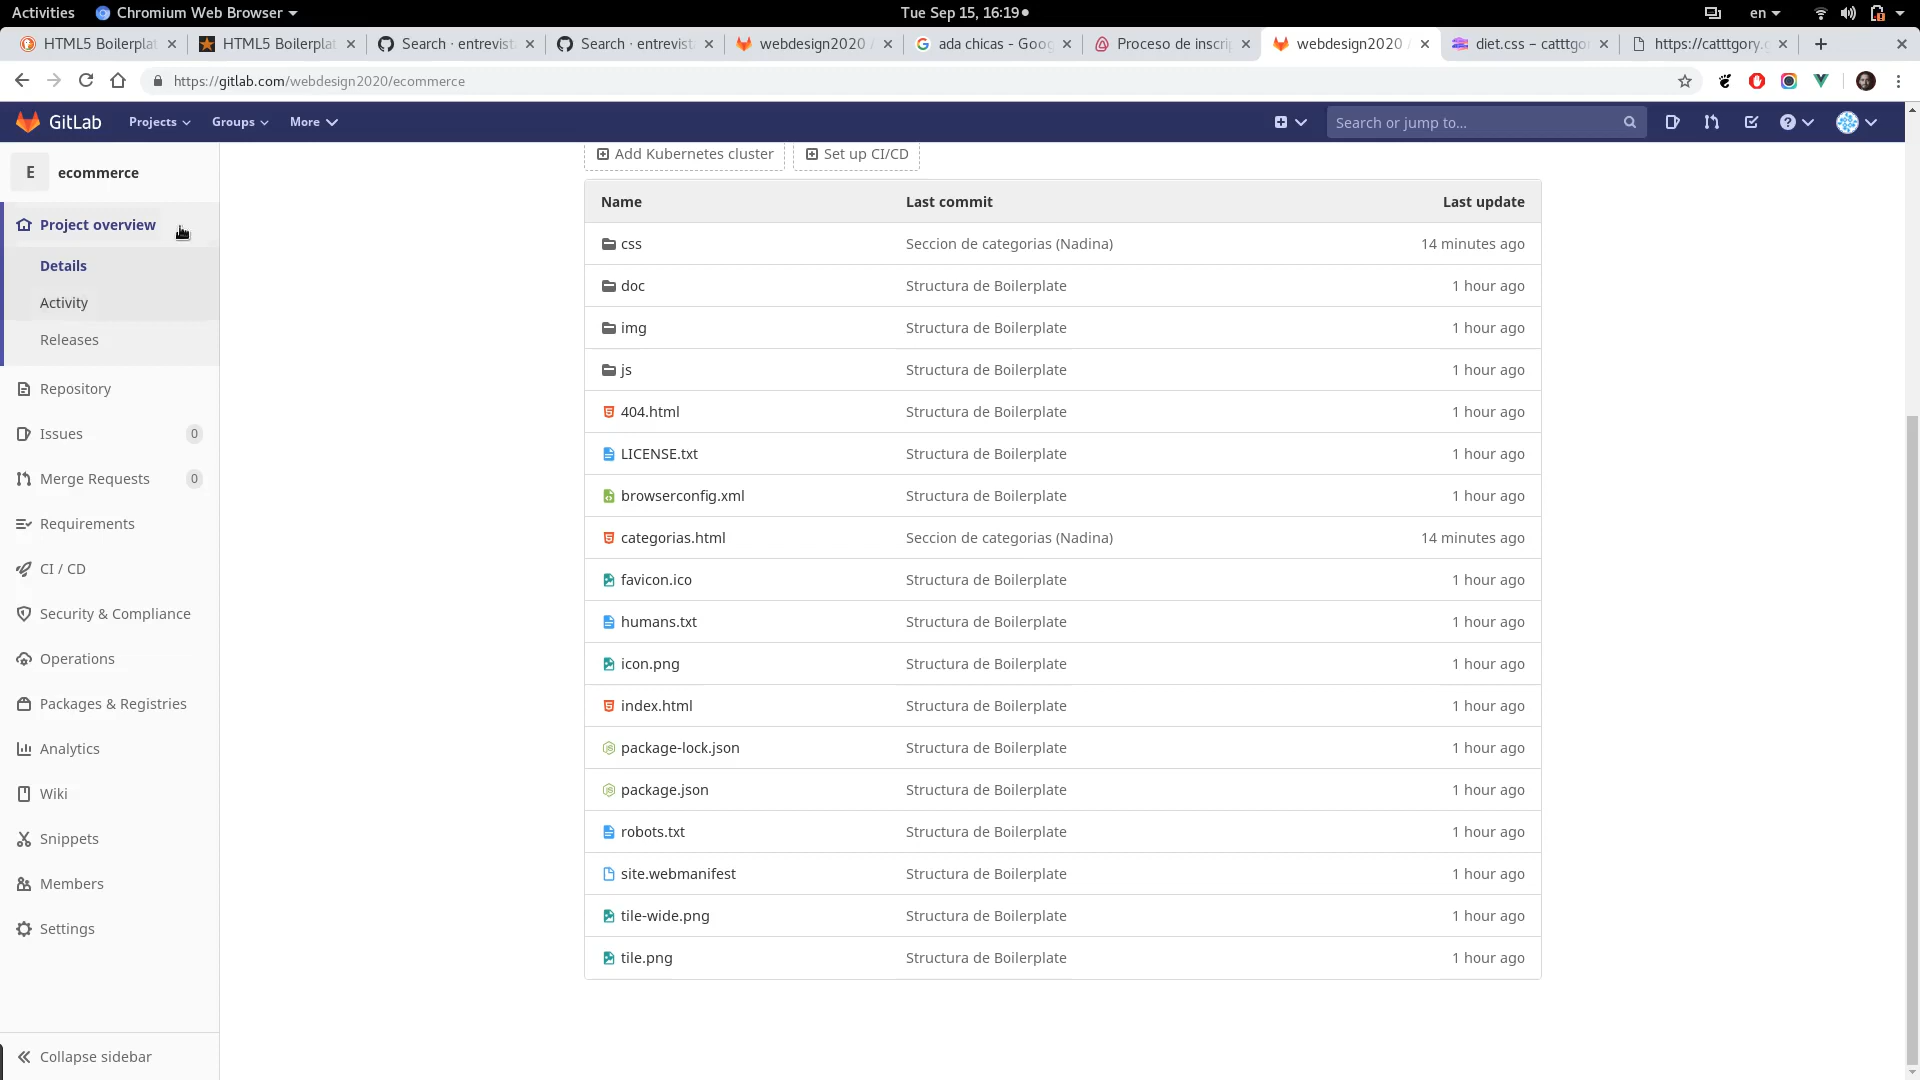 Activities Chromium Web Browser Tue Sep 15, 16:19 en
HTML5 Boilerplat HTML5 Boilerplat Search · entrevist Search · entrevist webdesign2020 / ada chicas - Goog Proceso de inscri webdesign2020 / diet.css – catttgo https://catttgory.g
https://gitlab.com/webdesign2020/ecommerce
GitLab Projects Groups More Search or jump to...
Add Kubernetes cluster Set up CI/CD
E ecommerce
Project overview
Details
Activity
Releases
Repository
Issues 0
Merge Requests 0
Requirements
CI / CD
Security & Compliance
Operations
Packages & Registries
Analytics
Wiki
Snippets
Members
Settings
Collapse sidebar
Name Last commit Last update
css Seccion de categorias (Nadina) 14 minutes ago
doc Structura de Boilerplate 1 hour ago
img Structura de Boilerplate 1 hour ago
js Structura de Boilerplate 1 hour ago
404.html Structura de Boilerplate 1 hour ago
LICENSE.txt Structura de Boilerplate 1 hour ago
browserconfig.xml Structura de Boilerplate 1 hour ago
categorias.html Seccion de categorias (Nadina) 14 minutes ago
favicon.ico Structura de Boilerplate 1 hour ago
humans.txt Structura de Boilerplate 1 hour ago
icon.png Structura de Boilerplate 1 hour ago
index.html Structura de Boilerplate 1 hour ago
package-lock.json Structura de Boilerplate 1 hour ago
package.json Structura de Boilerplate 1 hour ago
robots.txt Structura de Boilerplate 1 hour ago
site.webmanifest Structura de Boilerplate 1 hour ago
tile-wide.png Structura de Boilerplate 1 hour ago
tile.png Structura de Boilerplate 1 hour ago